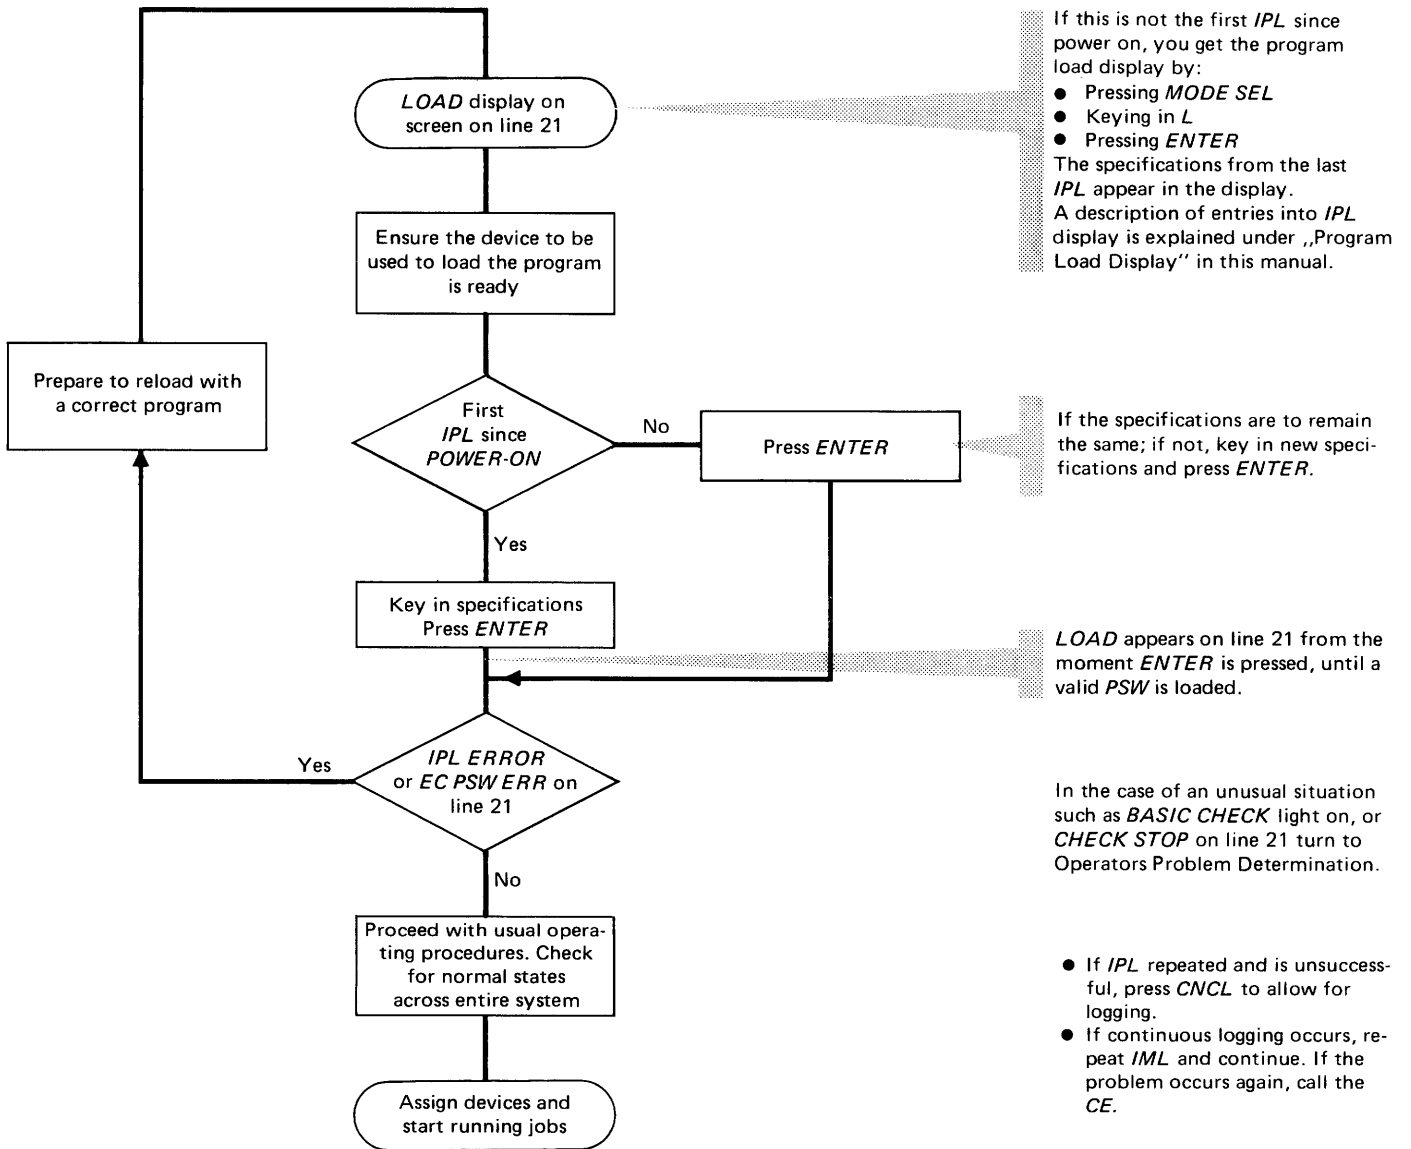 LOAD display on
screen on line 21
If this is not the first IPL since
power on, you get the program
load display by:
● Pressing MODE SEL
● Keying in L
● Pressing ENTER
The specifications from the last
IPL appear in the display.
A description of entries into IPL
display is explained under ,,Program
Load Display'' in this manual.
Ensure the device to be
used to load the program
is ready
Prepare to reload with
a correct program
First
IPL since
POWER-ON
No
Press ENTER
If the specifications are to remain
the same; if not, key in new speci-
fications and press ENTER.
Yes
Key in specifications
Press ENTER
LOAD appears on line 21 from the
moment ENTER is pressed, until a
valid PSW is loaded.
Yes
IPL ERROR
or EC PSW ERR on
line 21
In the case of an unusual situation
such as BASIC CHECK light on, or
CHECK STOP on line 21 turn to
Operators Problem Determination.
No
Proceed with usual opera-
ting procedures. Check
for normal states
across entire system
● If IPL repeated and is unsuccess-
ful, press CNCL to allow for
logging.
● If continuous logging occurs, re-
peat IML and continue. If the
problem occurs again, call the
CE.
Assign devices and
start running jobs